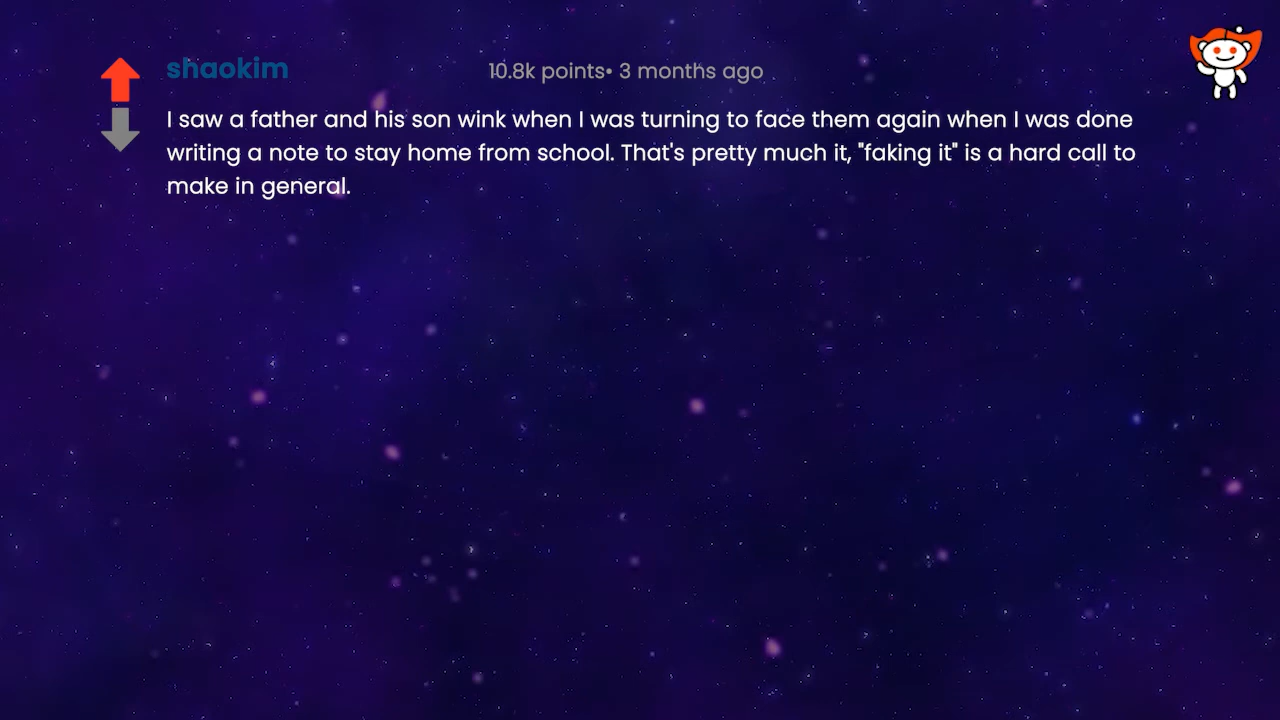 shaokim 10.8k points• 3 months ago
I saw a father and his son wink when I was turning to face them again when I was done
writing a note to stay home from school. That's pretty much it, "faking it" is a hard call to
make in general.